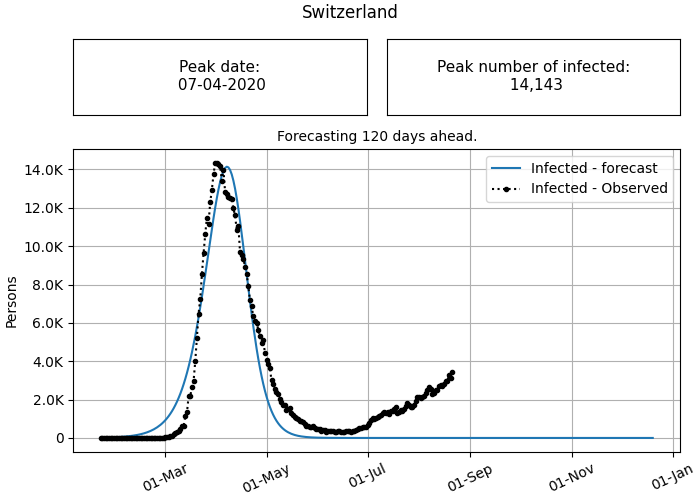 Switzerland
Peak date:
07-04-2020
Peak number of infected:
14,143
Forecasting 120 days ahead.
Infected - forecast
Infected - Observed
Persons
14.0K
12.0K
10.0K
8.0K
6.0K
4.0K
2.0K
0
01-Mar
01-May
01-Jul
01-Sep
01-Nov
01-Jan